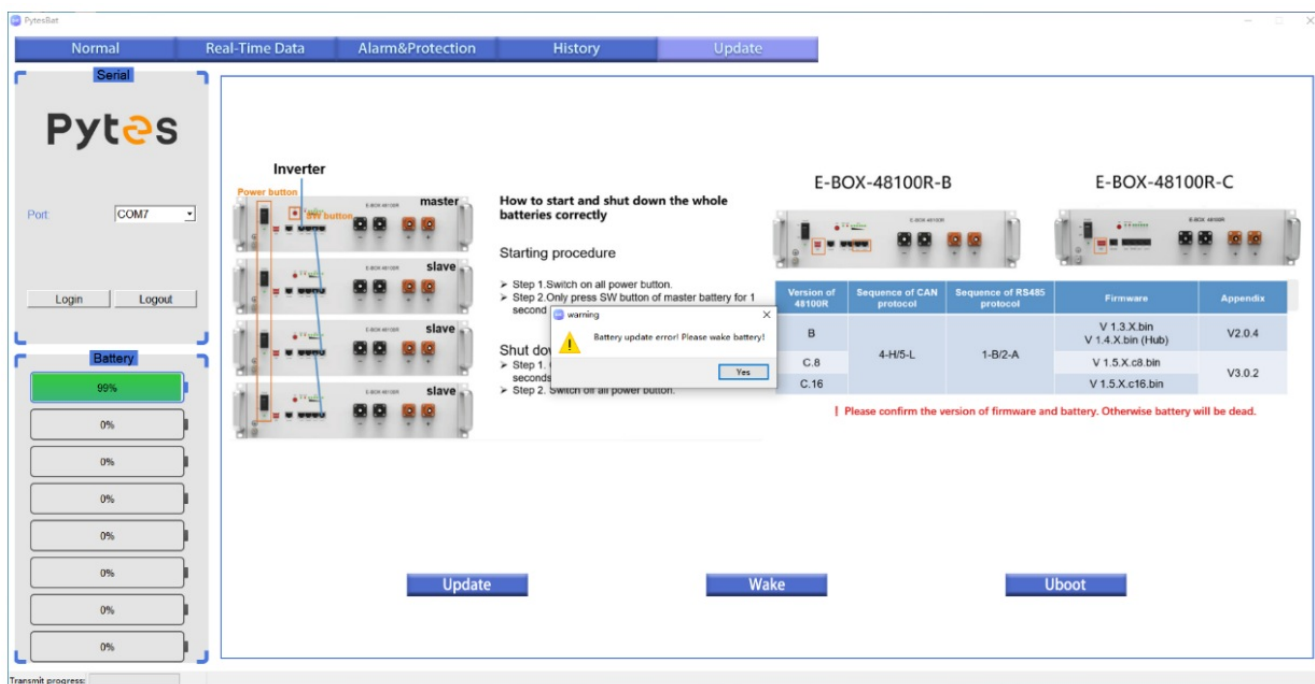 PytesBat
Normal
Real-Time Data
Alarm&Protection
History
Update
Serial
Pytes
Port:
COM7
Login
Logout
Battery
99%
0%
0%
0%
0%
0%
0%
0%
Transmit progress:
Inverter
Power button
SW button
master
slave
slave
slave
How to start and shut down the whole
batteries correctly
Starting procedure
➢ Step 1.Switch on all power button.
➢ Step 2.Only press SW button of master battery for 1
second
Shut
➢ Step 1.
seconds
➢ Step 2. Switch off all power button.
warning
Battery update error! Please wake battery!
Yes
E-BOX-48100R-B
E-BOX-48100R-C
Version of
48100R
Sequence of CAN
protocol
Sequence of RS485
protocol
Firmware
Appendix
B
4-H/5-L
1-B/2-A
V 1.3.X.bin
V 1.4.X.bin (Hub)
V2.0.4
C.8
V 1.5.X.c8.bin
V3.0.2
C.16
V 1.5.X.c16.bin
! Please confirm the version of firmware and battery. Otherwise battery will be dead.
Update
Wake
Uboot